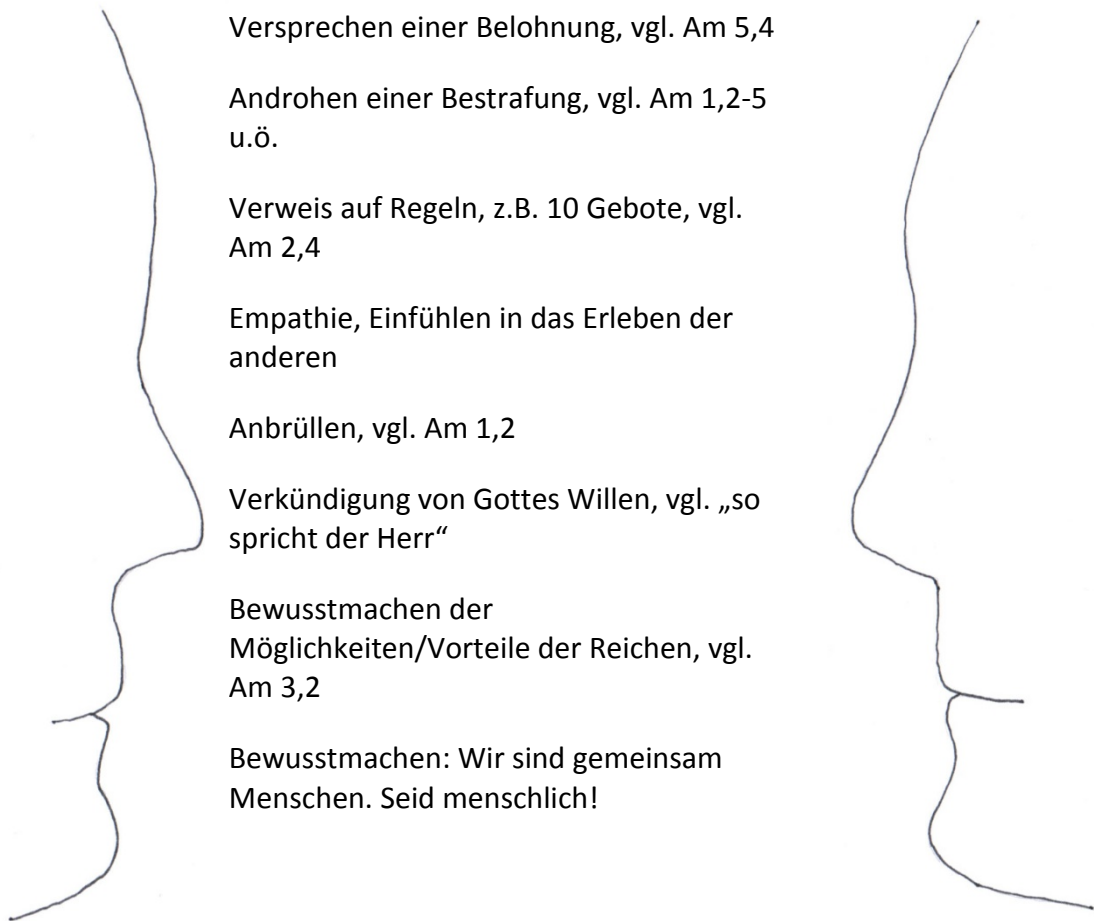 Versprechen einer Belohnung, vgl. Am 5,4
Androhen einer Bestrafung, vgl. Am 1,2-5
u.ö.
Verweis auf Regeln, z.B. 10 Gebote, vgl.
Am 2,4
Empathie, Einfühlen in das Erleben der
anderen
Anbrüllen, vgl. Am 1,2
Verkündigung von Gottes Willen, vgl. „so
spricht der Herr“
Bewusstmachen der
Möglichkeiten/Vorteile der Reichen, vgl.
Am 3,2
Bewusstmachen: Wir sind gemeinsam
Menschen. Seid menschlich!